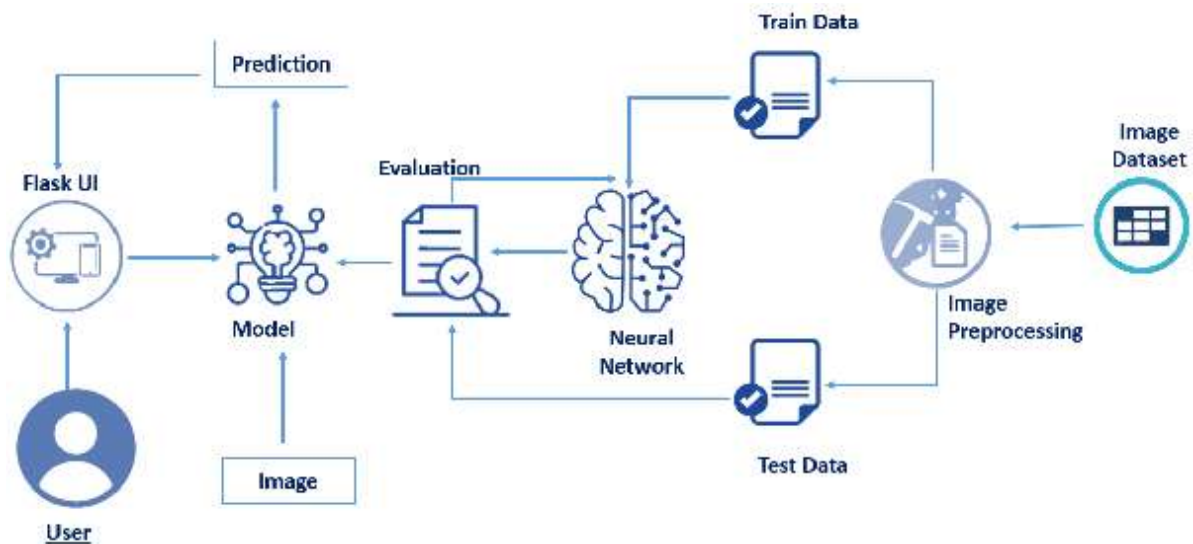 Train Data
Prediction
Image
Dataset
Evaluation
Flask UI
Model
Neural
Network
Image
Preprocessing
Image
Test Data
User